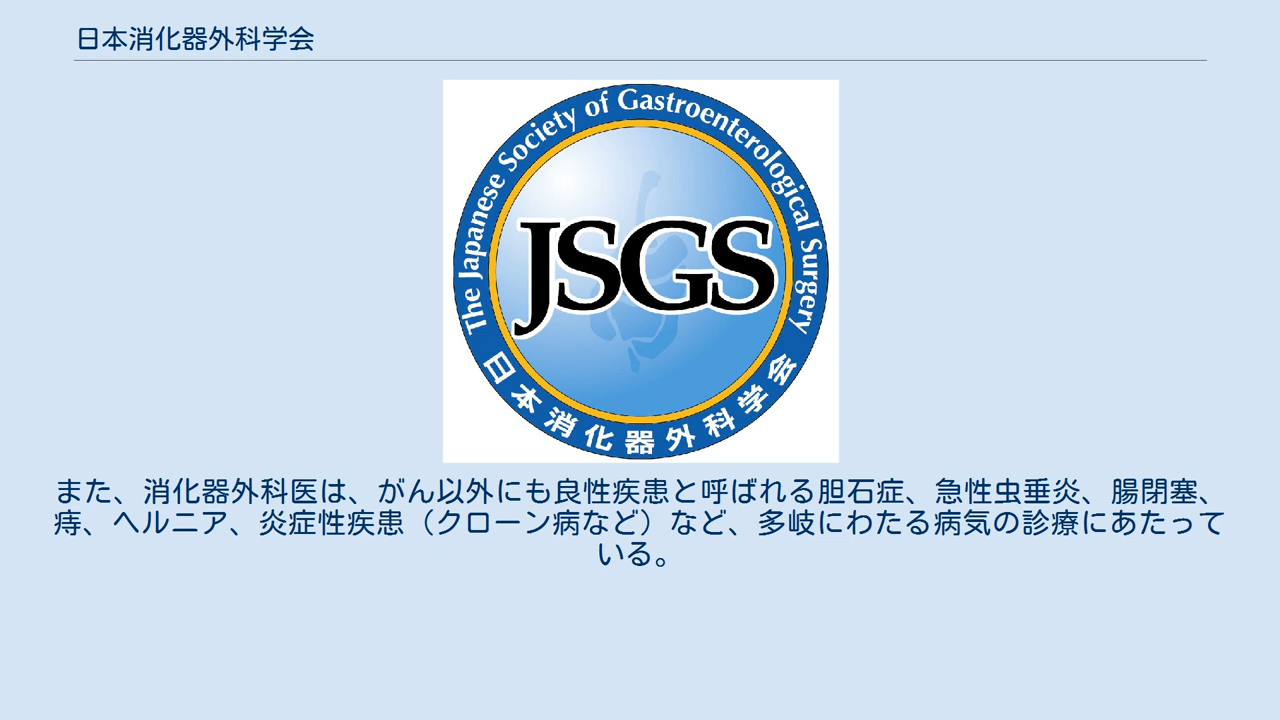 日本消化器外科学会
The Japanese Society of Gastroenterological Surgery
JSGS
日本消化器外科学会
また、消化器外科医は、がん以外にも良性疾患と呼ばれる胆石症、急性虫垂炎、腸閉塞、
痔、ヘルニア、炎症性疾患（クローン病など）など、多岐にわたる病気の診療にあたって
いる。